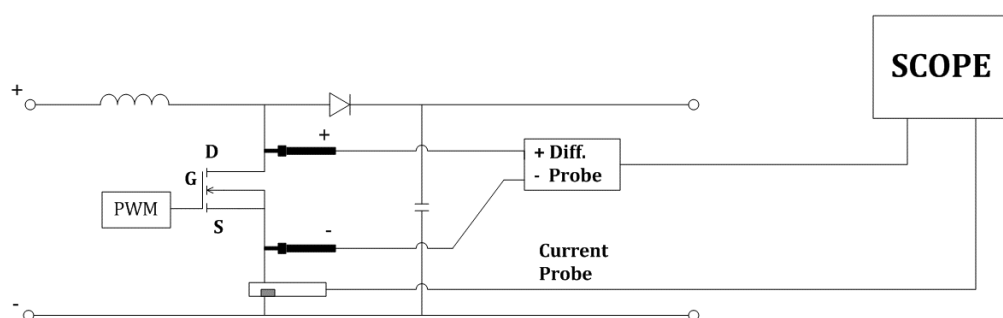 SCOPE
+
+
D
+ Diff.
- Probe
G
PWM
S
-
Current
Probe
-